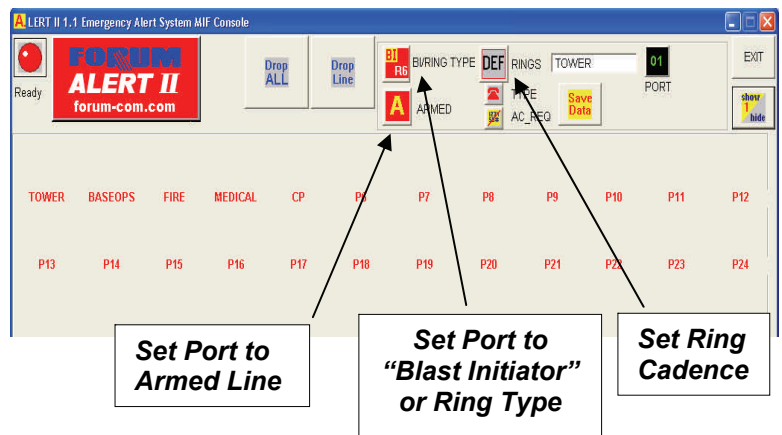 A.LERT II 1.1 Emergency Alert System MIF Console
Ready
FORUM
ALERT II
forum-com.com
Drop
ALL
Drop
Line
BI
R6
BI/RING TYPE
DEF
RINGS
TOWER
01
PORT
EXIT
A
ARMED
TYPE
AC_REQ
Save
Data
show
1
hide
TOWER BASEOPS FIRE MEDICAL CP P6 P7 P8 P9 P10 P11 P12
P13 P14 P15 P16 P17 P18 P19 P20 P21 P22 P23 P24
Set Port to
Armed Line
Set Port to
“Blast Initiator”
or Ring Type
Set Ring
Cadence